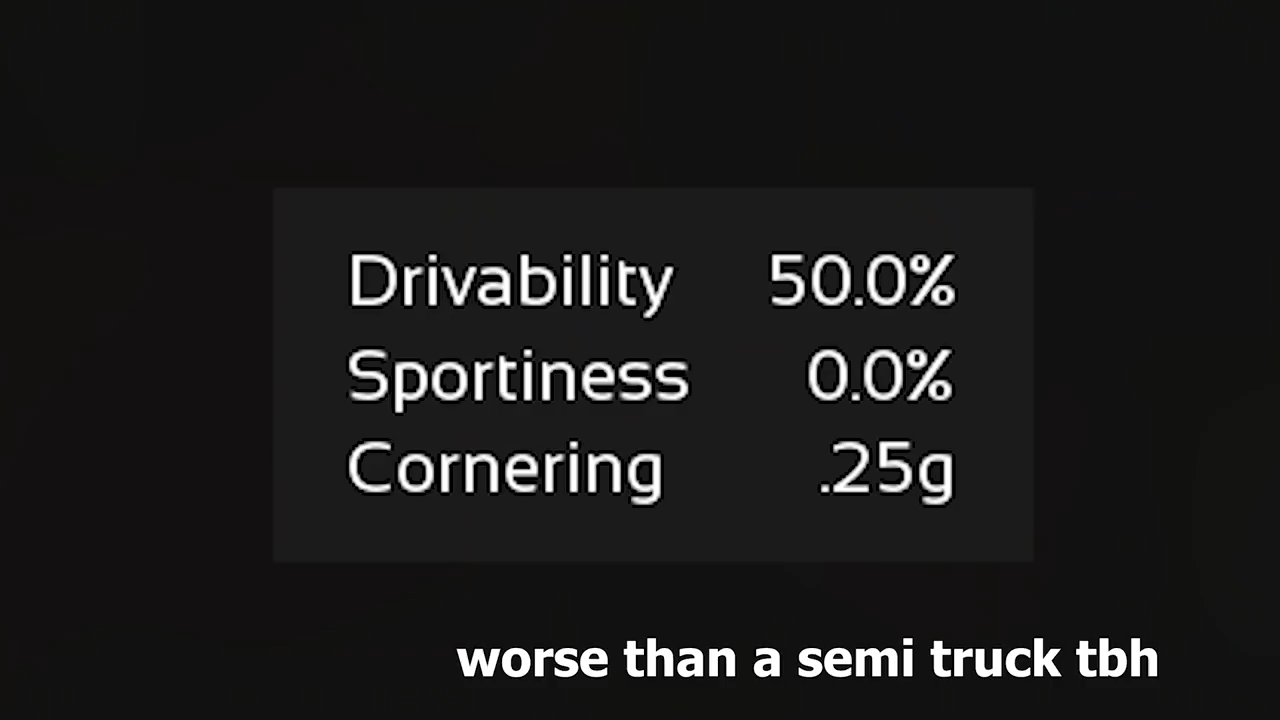 Drivability 50.0%
Sportiness 0.0%
Cornering .25g
worse than a semi truck tbh